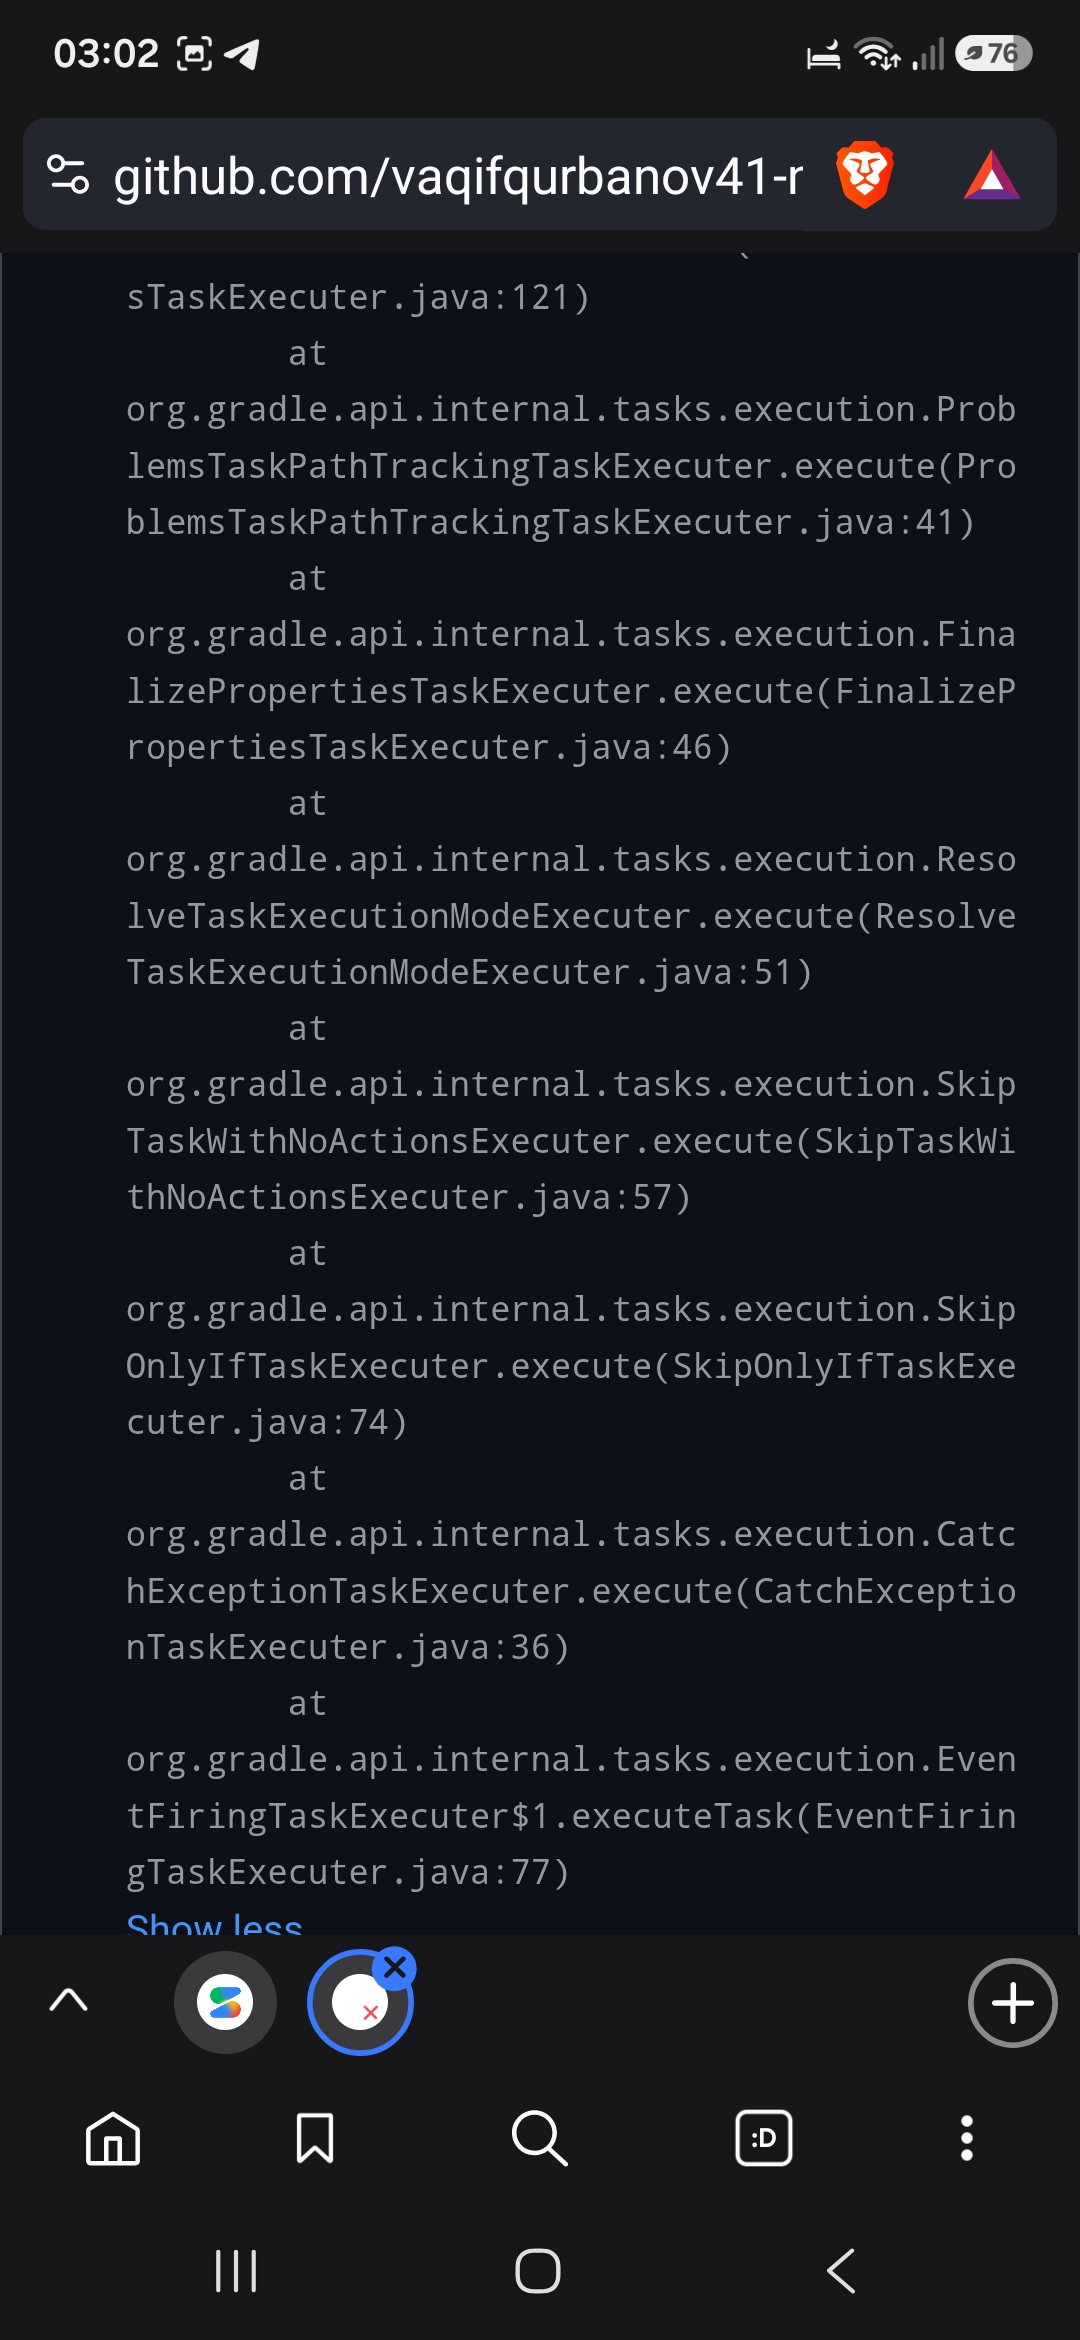 03:02
76
github.com/vaqifqurbanov41-r
sTaskExecuter.java:121)
at
org.gradle.api.internal.tasks.execution.Prob
lemsTaskPathTrackingTaskExecuter.execute(Pro
blemsTaskPathTrackingTaskExecuter.java:41)
at
org.gradle.api.internal.tasks.execution.Fina
lizePropertiesTaskExecuter.execute(FinalizeP
ropertiesTaskExecuter.java:46)
at
org.gradle.api.internal.tasks.execution.Reso
lveTaskExecutionModeExecuter.execute(Resolve
TaskExecutionModeExecuter.java:51)
at
org.gradle.api.internal.tasks.execution.Skip
TaskWithNoActionsExecuter.execute(SkipTaskWi
thNoActionsExecuter.java:57)
at
org.gradle.api.internal.tasks.execution.Skip
OnlyIfTaskExecuter.execute(SkipOnlyIfTaskExe
cuter.java:74)
at
org.gradle.api.internal.tasks.execution.Catc
hExceptionTaskExecuter.execute(CatchExceptio
nTaskExecuter.java:36)
at
org.gradle.api.internal.tasks.execution.Even
tFiringTaskExecuter$1.executeTask(EventFirin
gTaskExecuter.java:77)
Show less
:D